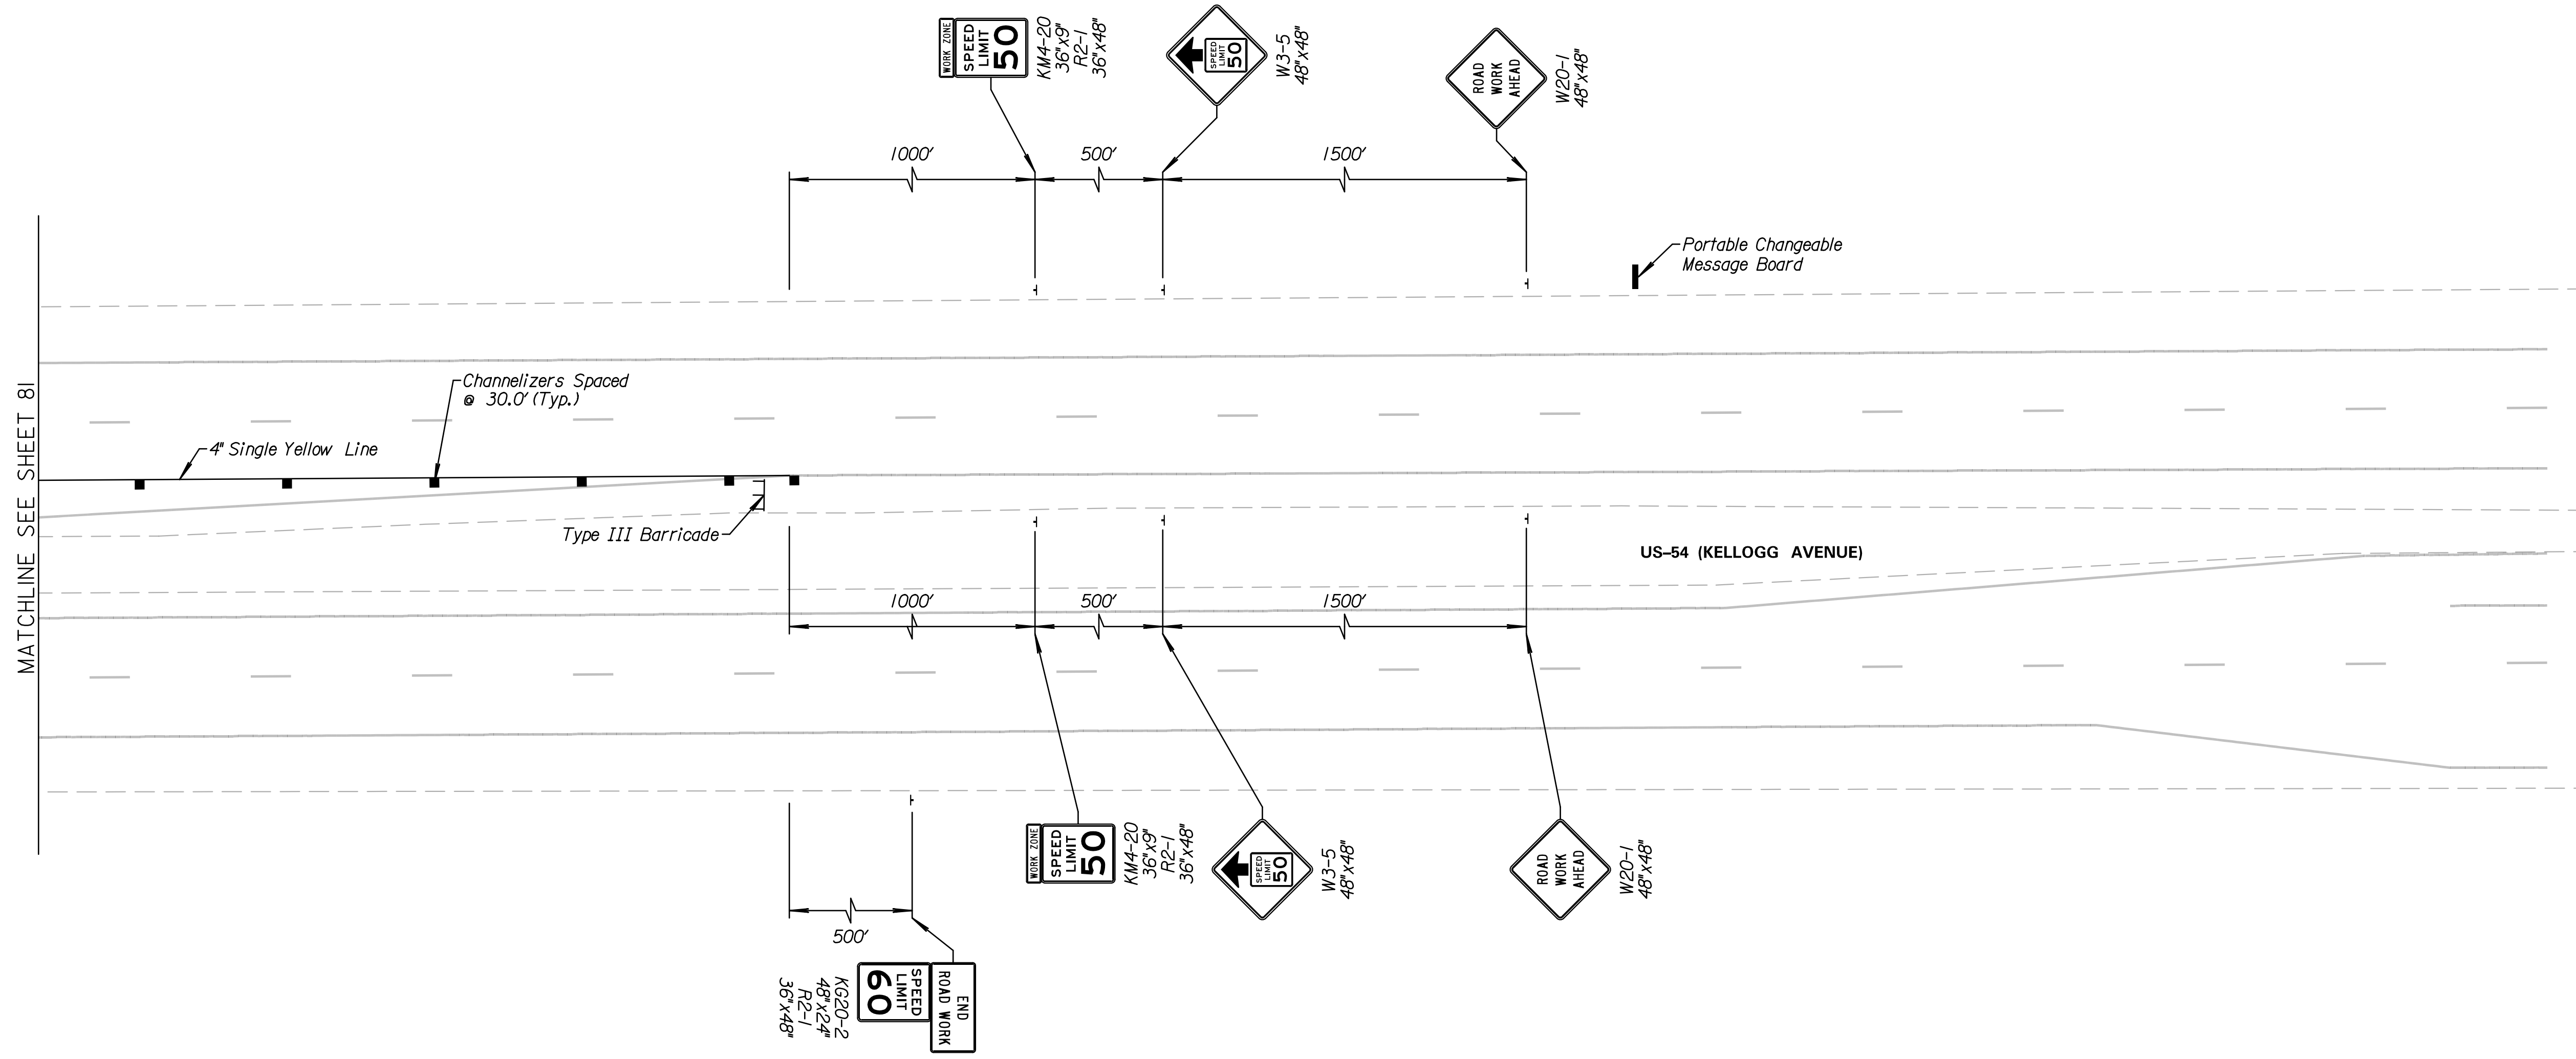 WORK ZONE
SPEED
LIMIT
50
KM4-20
36"x9"
R2-1
36"x48"
SPEED
LIMIT
50
W3-5
48"x48"
ROAD
WORK
AHEAD
W20-1
48"x48"
1000'
500'
1500'
Portable Changeable
Message Board
MATCHLINE SEE SHEET 81
Channelizers Spaced
@ 30.0' (Typ.)
4" Single Yellow Line
Type III Barricade
US-54 (KELLOGG AVENUE)
1000'
500'
1500'
WORK ZONE
SPEED
LIMIT
50
KM4-20
36"x9"
R2-1
36"x48"
SPEED
LIMIT
50
W3-5
48"x48"
ROAD
WORK
AHEAD
W20-1
48"x48"
500'
END
ROAD WORK
SPEED
LIMIT
60
KG20-2
48"x24"
R2-1
36"x48"